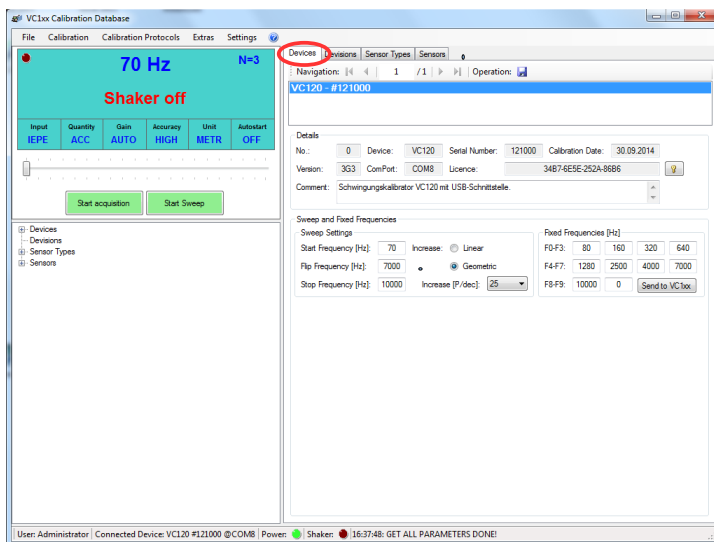 VC1xx Calibration Database
File Calibration Calibration Protocols Extras Settings
70 Hz N=3
Shaker off
Input Quantity Gain Accuracy Unit Autostart
IEPE ACC AUTO HIGH METR OFF
Start acquisition Start Sweep
Devices
Devisions
Sensor Types
Sensors
Devices Devisions Sensor Types Sensors
Navigation: 1 /1 Operation:
VC120 - #121000
Details
No.: 0 Device: VC120 Serial Number: 121000 Calibration Date: 30.09.2014
Version: 3G3 ComPort: COM8 Licence: 34B7-6E5E-252A-86B6
Comment: Schwingungskalibrator VC120 mit USB-Schnittstelle.
Sweep and Fixed Frequencies
Sweep Settings
Start Frequency [Hz]: 70 Increase: Linear
Flip Frequency [Hz]: 7000 Geometric
Stop Frequency [Hz]: 10000 Increase [P/dec]: 25
Fixed Frequencies [Hz]
F0-F3: 80 160 320 640
F4-F7: 1280 2500 4000 7000
F8-F9: 10000 0 Send to VC1xx
User: Administrator Connected Device: VC120 #121000 @COM8 Power: Shaker: 16:37:48: GET ALL PARAMETERS DONE!